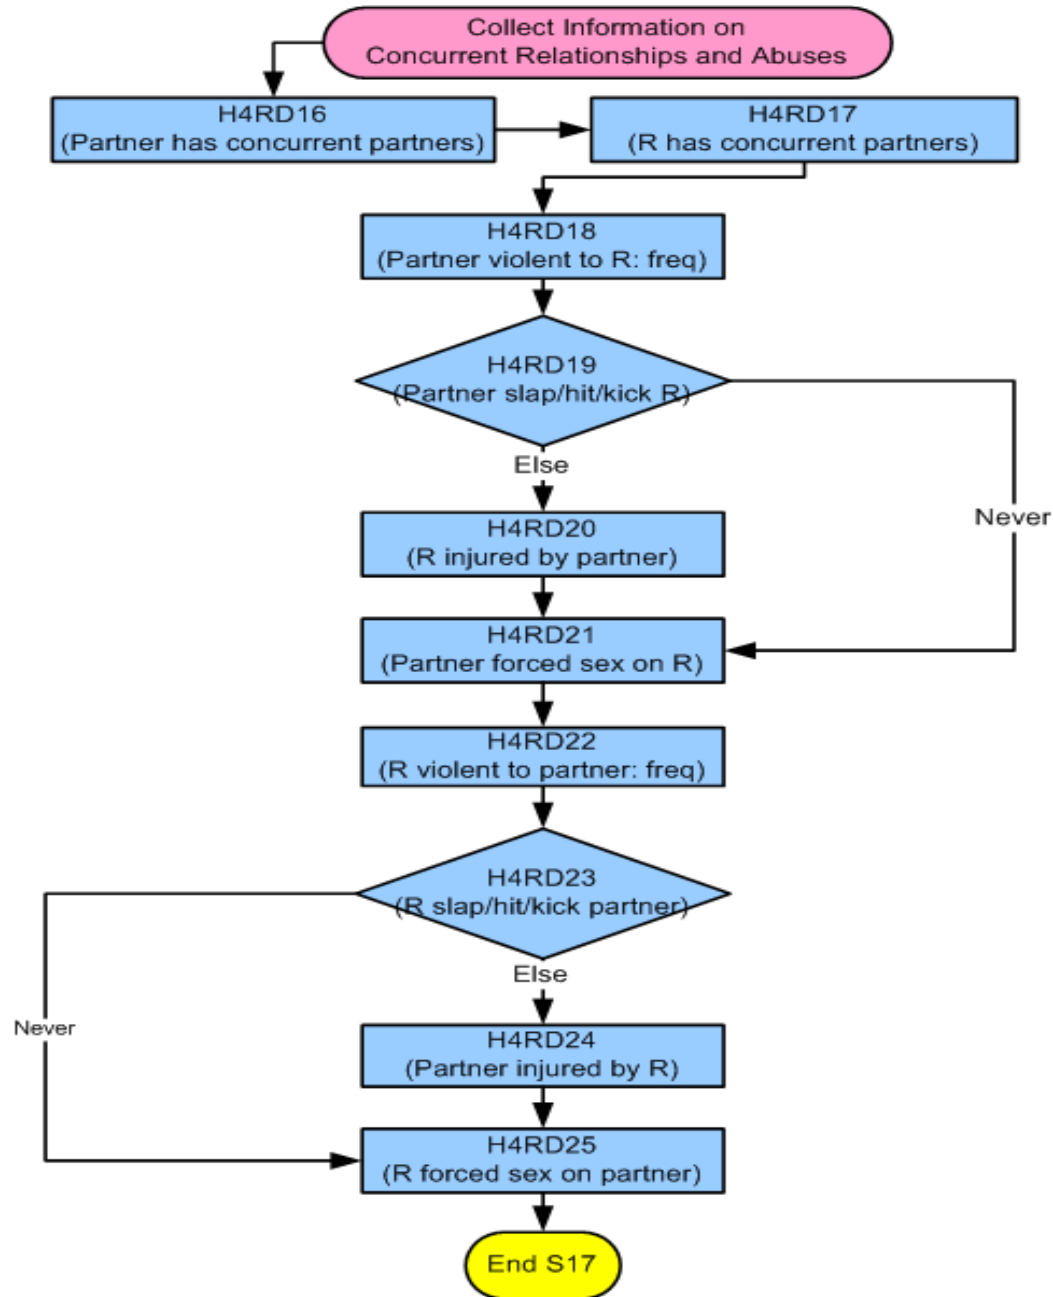 Collect Information on
Concurrent Relationships and Abuses
H4RD16
(Partner has concurrent partners)
H4RD17
(R has concurrent partners)
H4RD18
(Partner violent to R: freq)
H4RD19
(Partner slap/hit/kick R)
Else
Never
H4RD20
(R injured by partner)
H4RD21
(Partner forced sex on R)
H4RD22
(R violent to partner: freq)
H4RD23
(R slap/hit/kick partner)
Else
Never
H4RD24
(Partner injured by R)
H4RD25
(R forced sex on partner)
End S17